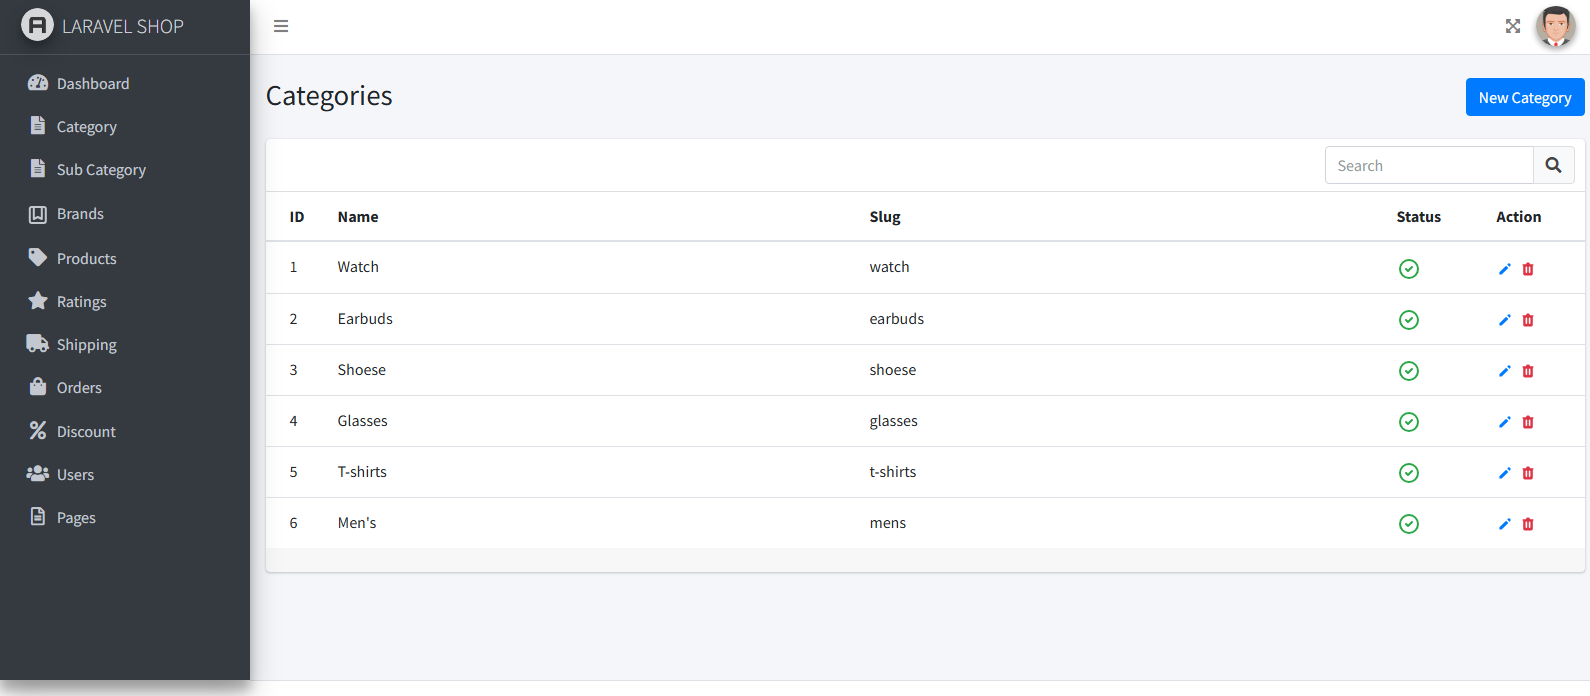 LARAVEL SHOP
Dashboard
Category
Sub Category
Brands
Products
Ratings
Shipping
Orders
Discount
Users
Pages
Categories
New Category
Search
ID Name Slug Status Action
1 Watch watch
2 Earbuds earbuds
3 Shoese shoese
4 Glasses glasses
5 T-shirts t-shirts
6 Men's mens